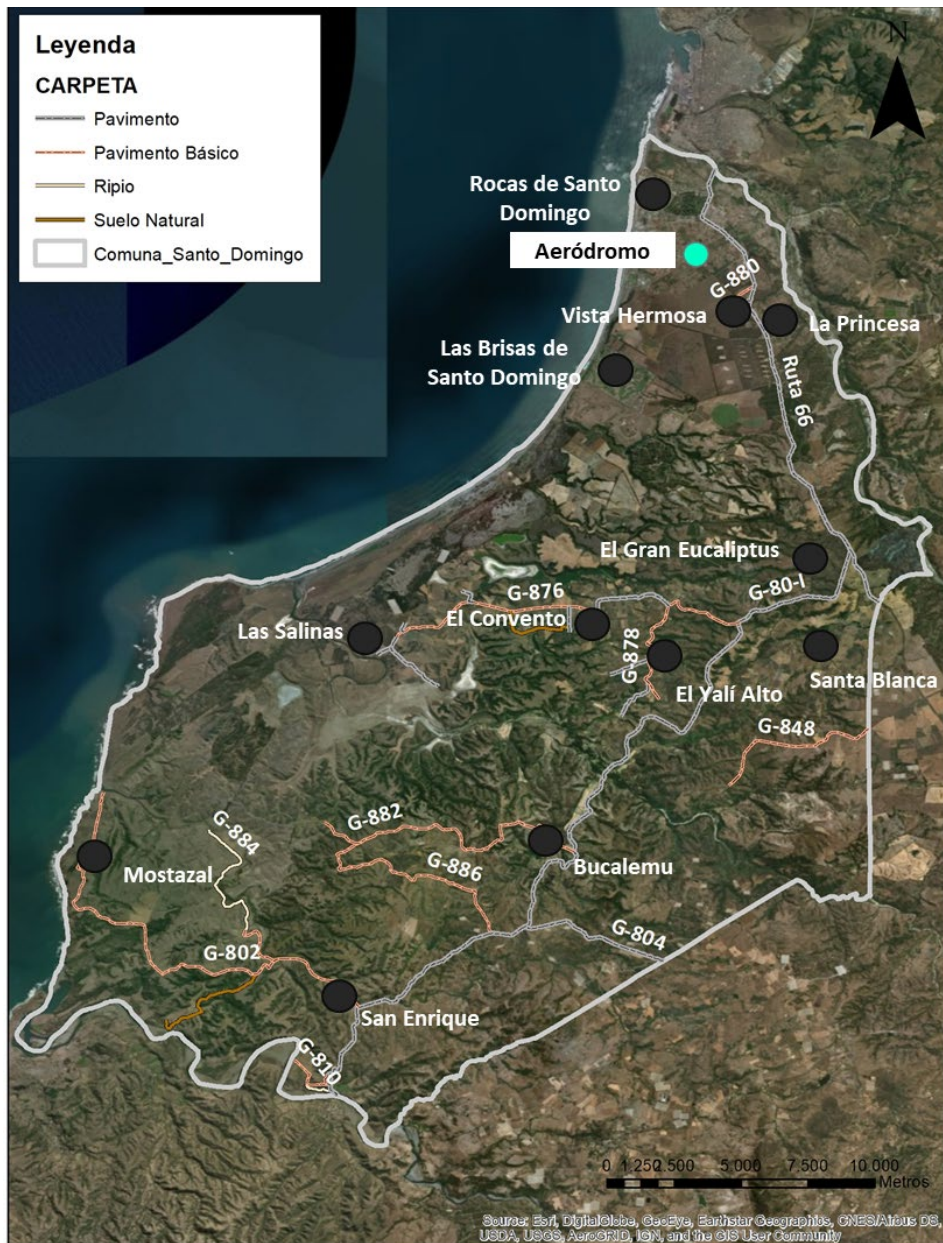 Leyenda
CARPETA
Pavimento
Pavimento Básico
Ripio
Suelo Natural
Comuna_Santo_Domingo
N
Rocas de Santo
Domingo
Aeródromo
G-880
Vista Hermosa
La Princesa
Las Brisas de
Santo Domingo
Ruta 66
El Gran Eucaliptus
G-80-I
G-876
El Convento
Las Salinas
G-878
El Yalí Alto
Santa Blanca
G-848
G-884
G-882
Bucalemu
Mostazal
G-886
G-802
G-804
San Enrique
G-810
0 1.250 2.500 5.000 7.500 10.000
Metros
Source: Esri, DigitalGlobe, GeoEye, Earthstar Geographics, CNES/Airbus DS,
USDA, USGS, AeroGRID, IGN, and the GIS User Community